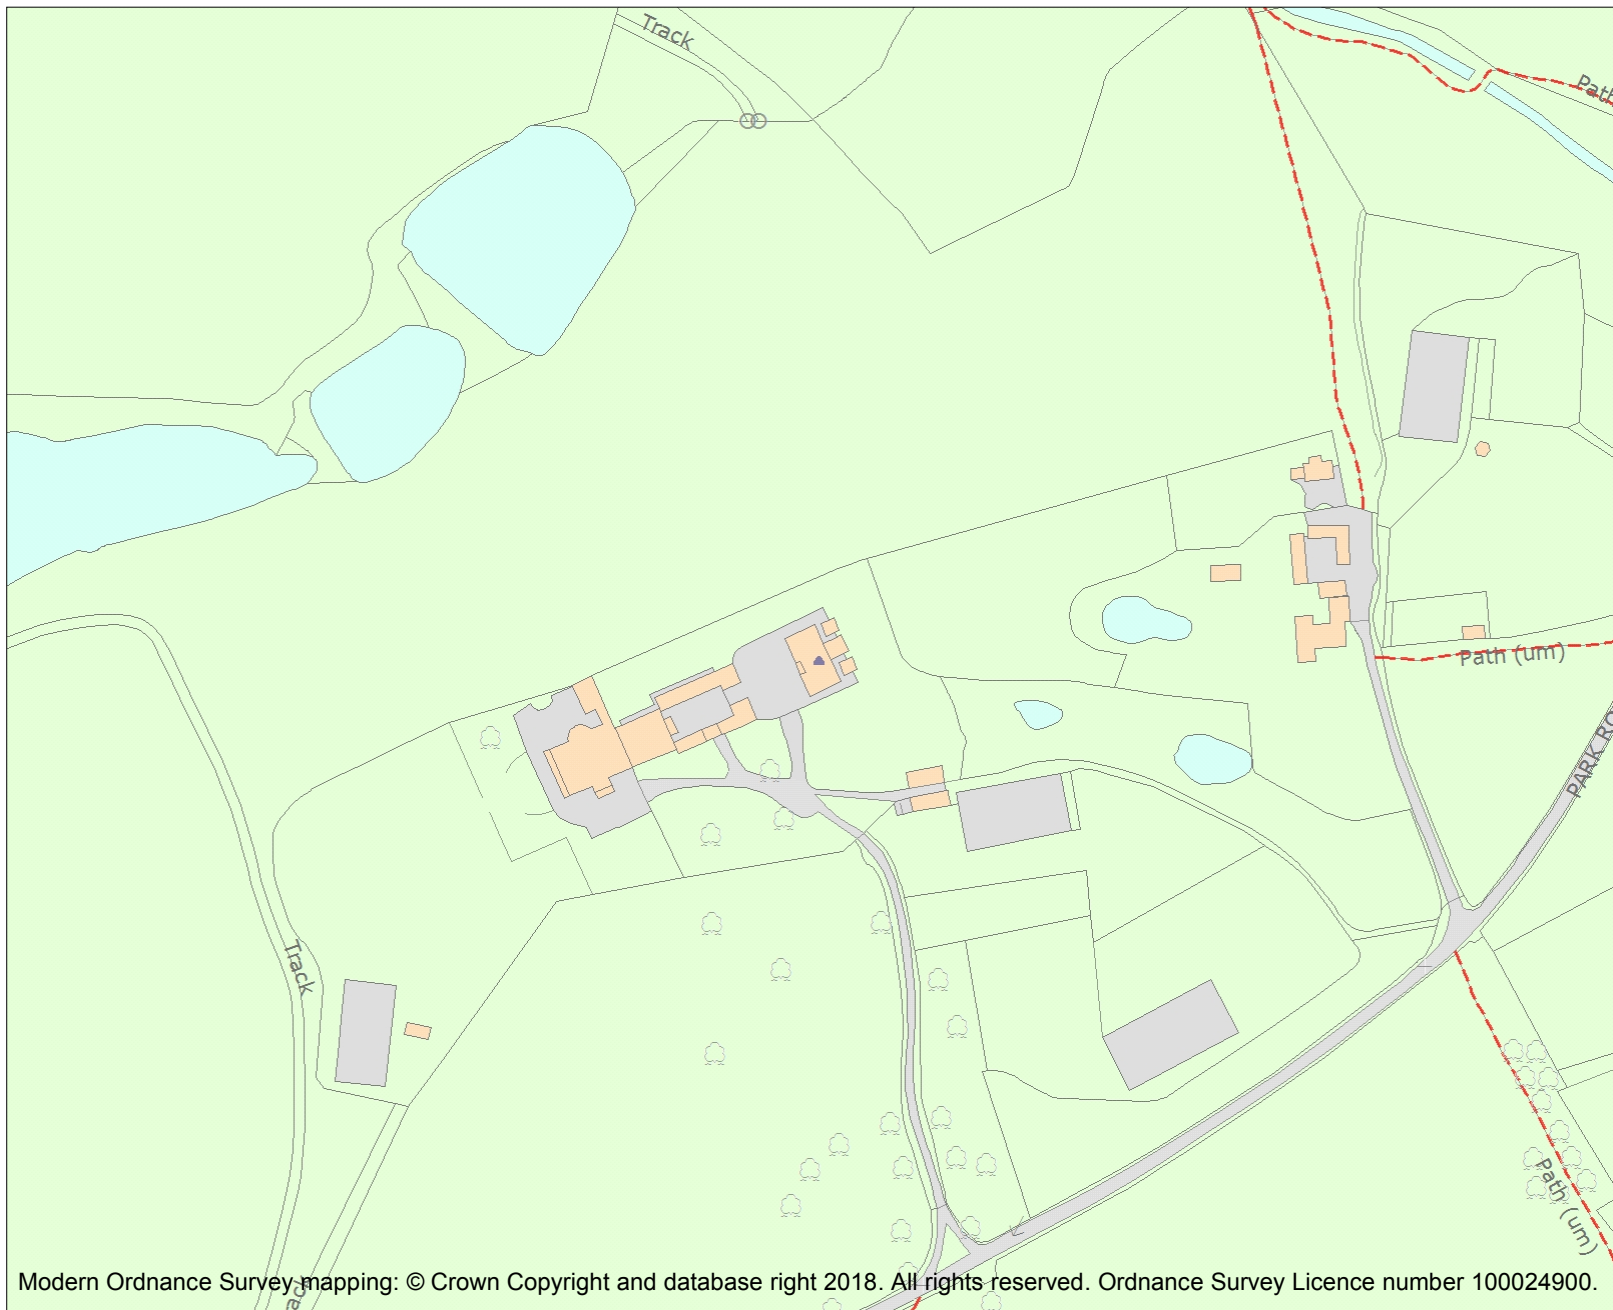 Track
Path
Path (um)
PARK RO
Track
Path (um)
Modern Ordnance Survey mapping: © Crown Copyright and database right 2018. All rights reserved. Ordnance Survey Licence number 100024900.